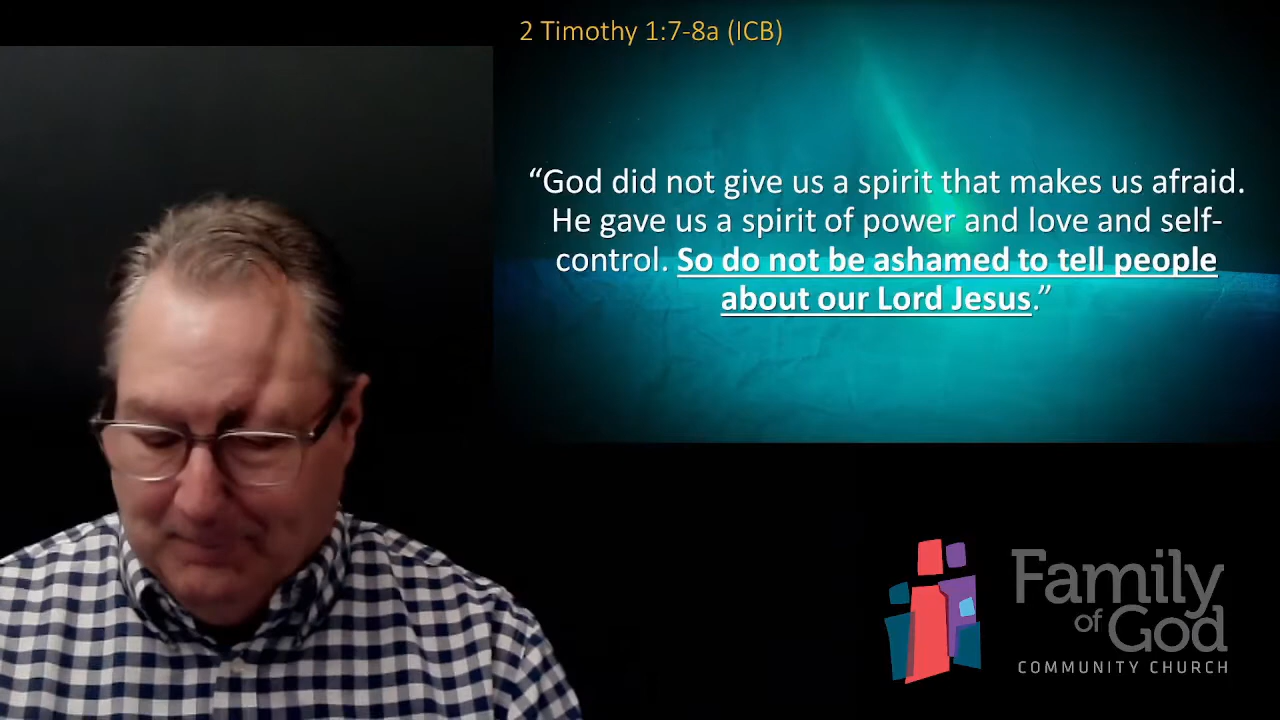 2 Timothy 1:7-8a (ICB)
“God did not give us a spirit that makes us afraid.
He gave us a spirit of power and love and self-
control. So do not be ashamed to tell people
about our Lord Jesus.”
Family
of God
COMMUNITY CHURCH